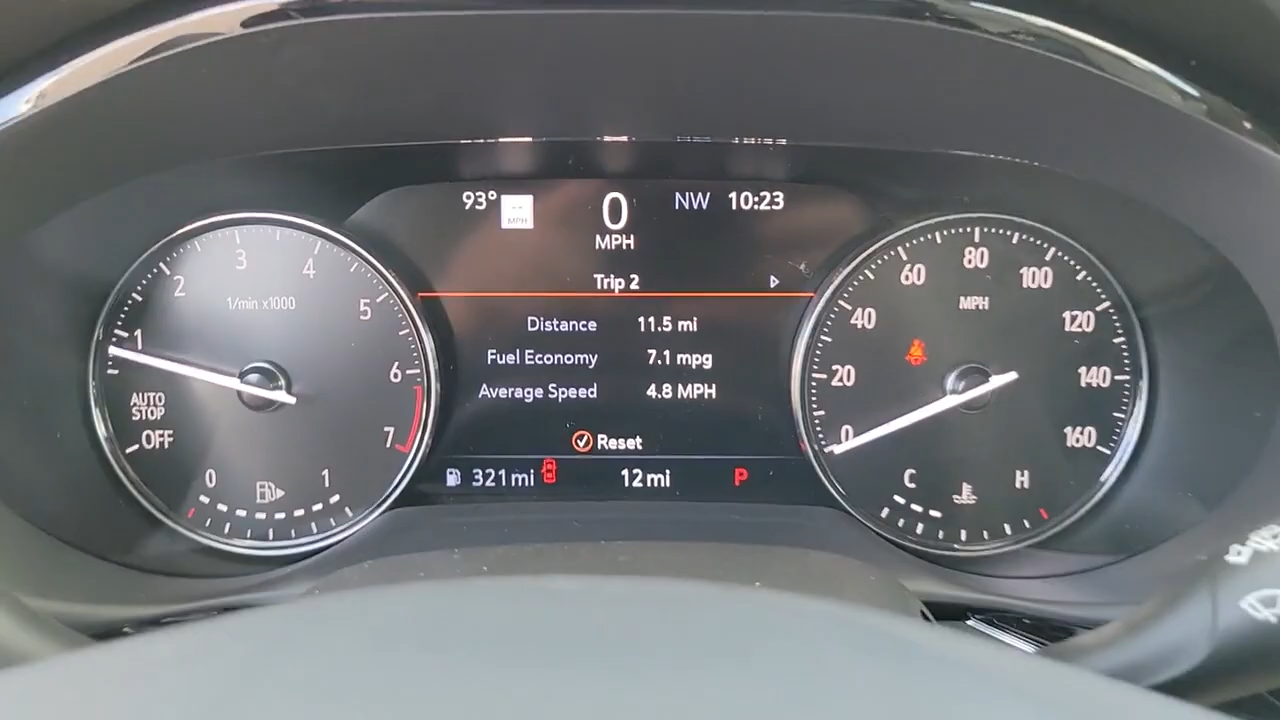 93° MPH 0 NW 10:23
MPH
Trip 2
Distance 11.5 mi
Fuel Economy 7.1 mpg
Average Speed 4.8 MPH
Reset
321 mi 12 mi P
1 2 3 4 5 6 7
1/min x1000
AUTO
STOP
OFF
0 1
0 20 40 60 80 100 120 140 160
MPH
C H